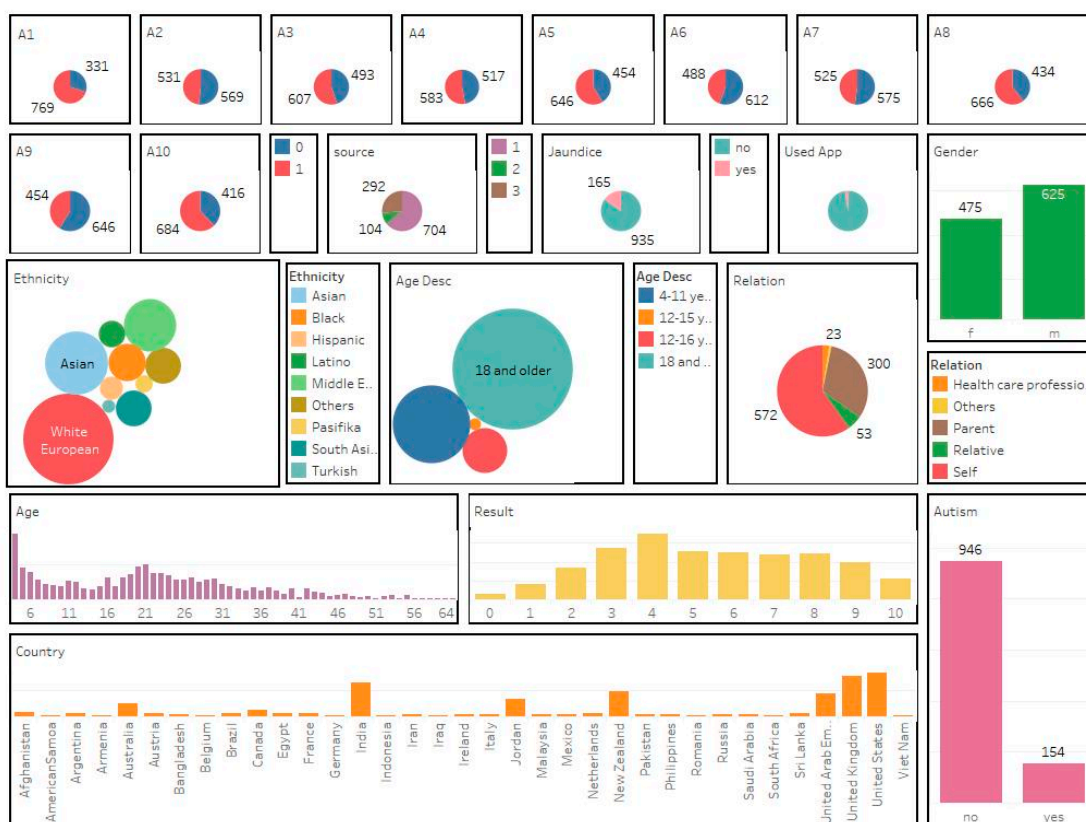 A1
331
769
A2
531
569
A3
493
607
A4
517
583
A5
454
646
A6
488
612
A7
525
575
A8
434
666
A9
454
646
A10
416
684
0
1
source
292
104
704
1
2
3
Jaundice
165
935
no
yes
Used App
Gender
475
625
f
m
Ethnicity
Asian
White
European
Ethnicity
Asian
Black
Hispanic
Latino
Middle E..
Others
Pasifika
South Asi..
Turkish
Age Desc
18 and older
Age Desc
4-11 ye..
12-15 y..
12-16 y..
18 and ..
Relation
23
300
572
53
Relation
Health care professio
Others
Parent
Relative
Self
Age
6 11 16 21 26 31 36 41 46 51 56 64
Result
0 1 2 3 4 5 6 7 8 9 10
Autism
946
154
no
yes
Country
Afghanistan
AmericanSamoa
Argentina
Armenia
Australia
Austria
Bangladesh
Belgium
Brazil
Canada
Egypt
France
Germany
India
Indonesia
Iran
Iraq
Ireland
Italy
Jordan
Malaysia
Mexico
Netherlands
New Zealand
Pakistan
Philippines
Romania
Russia
Saudi Arabia
South Africa
Sri Lanka
United Arab Em..
United Kingdom
United States
Viet Nam